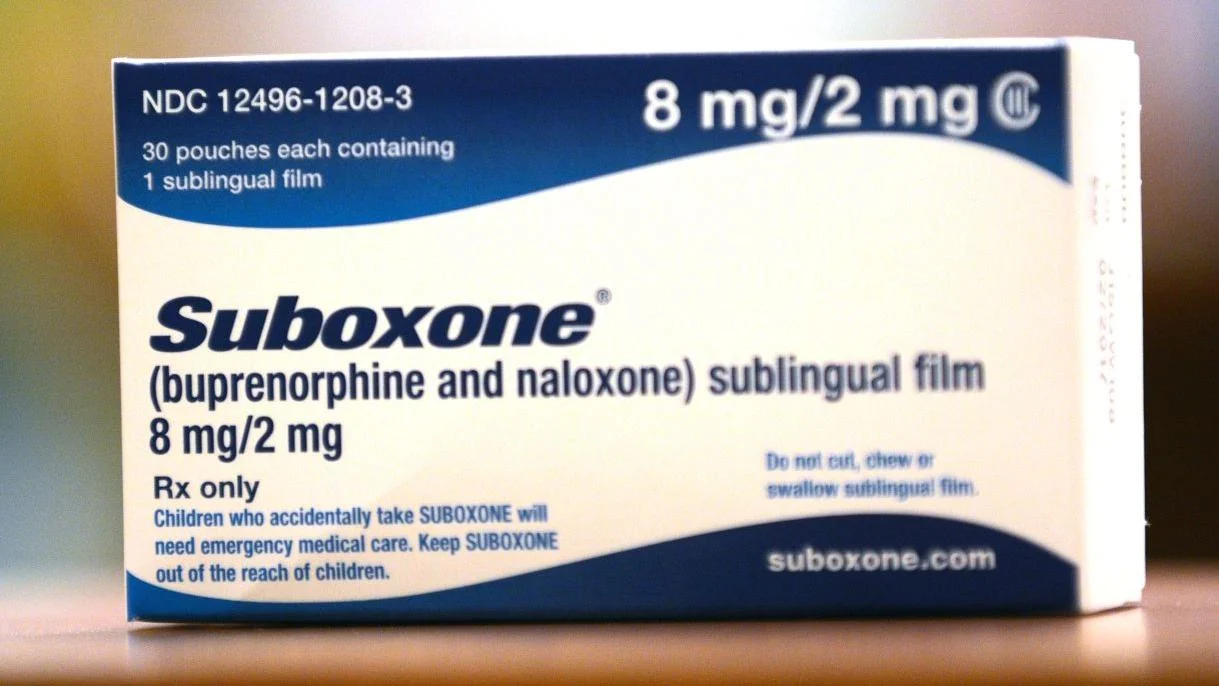 NDC 12496-1208-3
8 mg/2 mg CIII
30 pouches each containing
1 sublingual film
Suboxone®
(buprenorphine and naloxone) sublingual film
8 mg/2 mg
Rx only
Children who accidentally take SUBOXONE will
need emergency medical care. Keep SUBOXONE
out of the reach of children.
Do not cut, chew or
swallow sublingual film.
suboxone.com